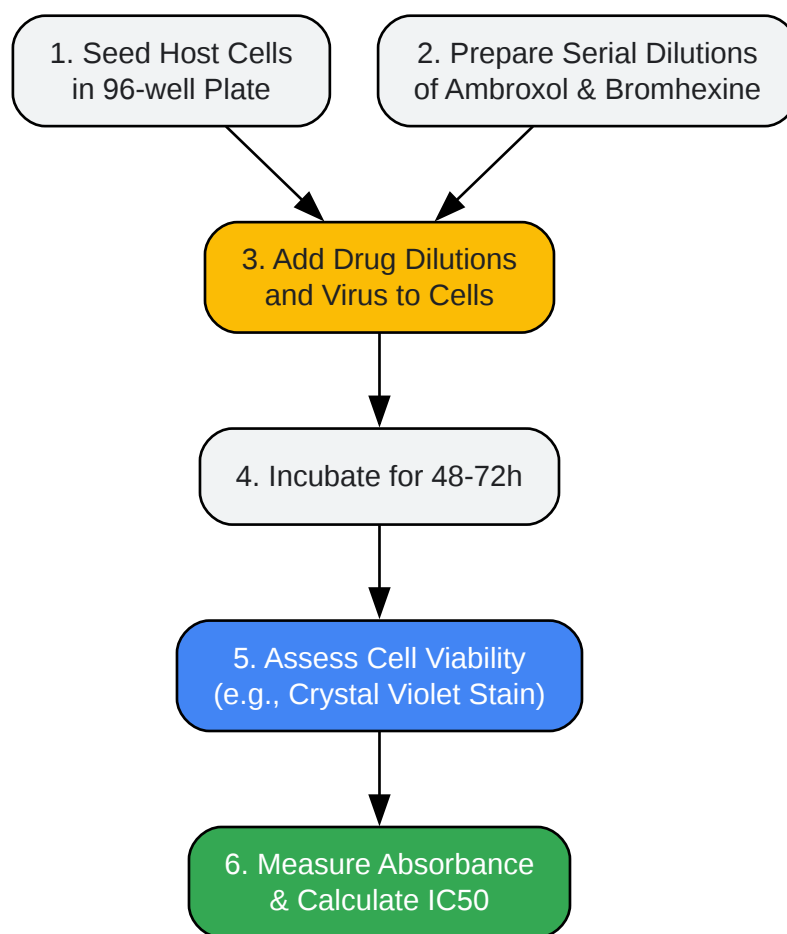 1. Seed Host Cells
in 96-well Plate
2. Prepare Serial Dilutions
of Ambroxol & Bromhexine
3. Add Drug Dilutions
and Virus to Cells
4. Incubate for 48-72h
5. Assess Cell Viability
(e.g., Crystal Violet Stain)
6. Measure Absorbance
& Calculate IC50